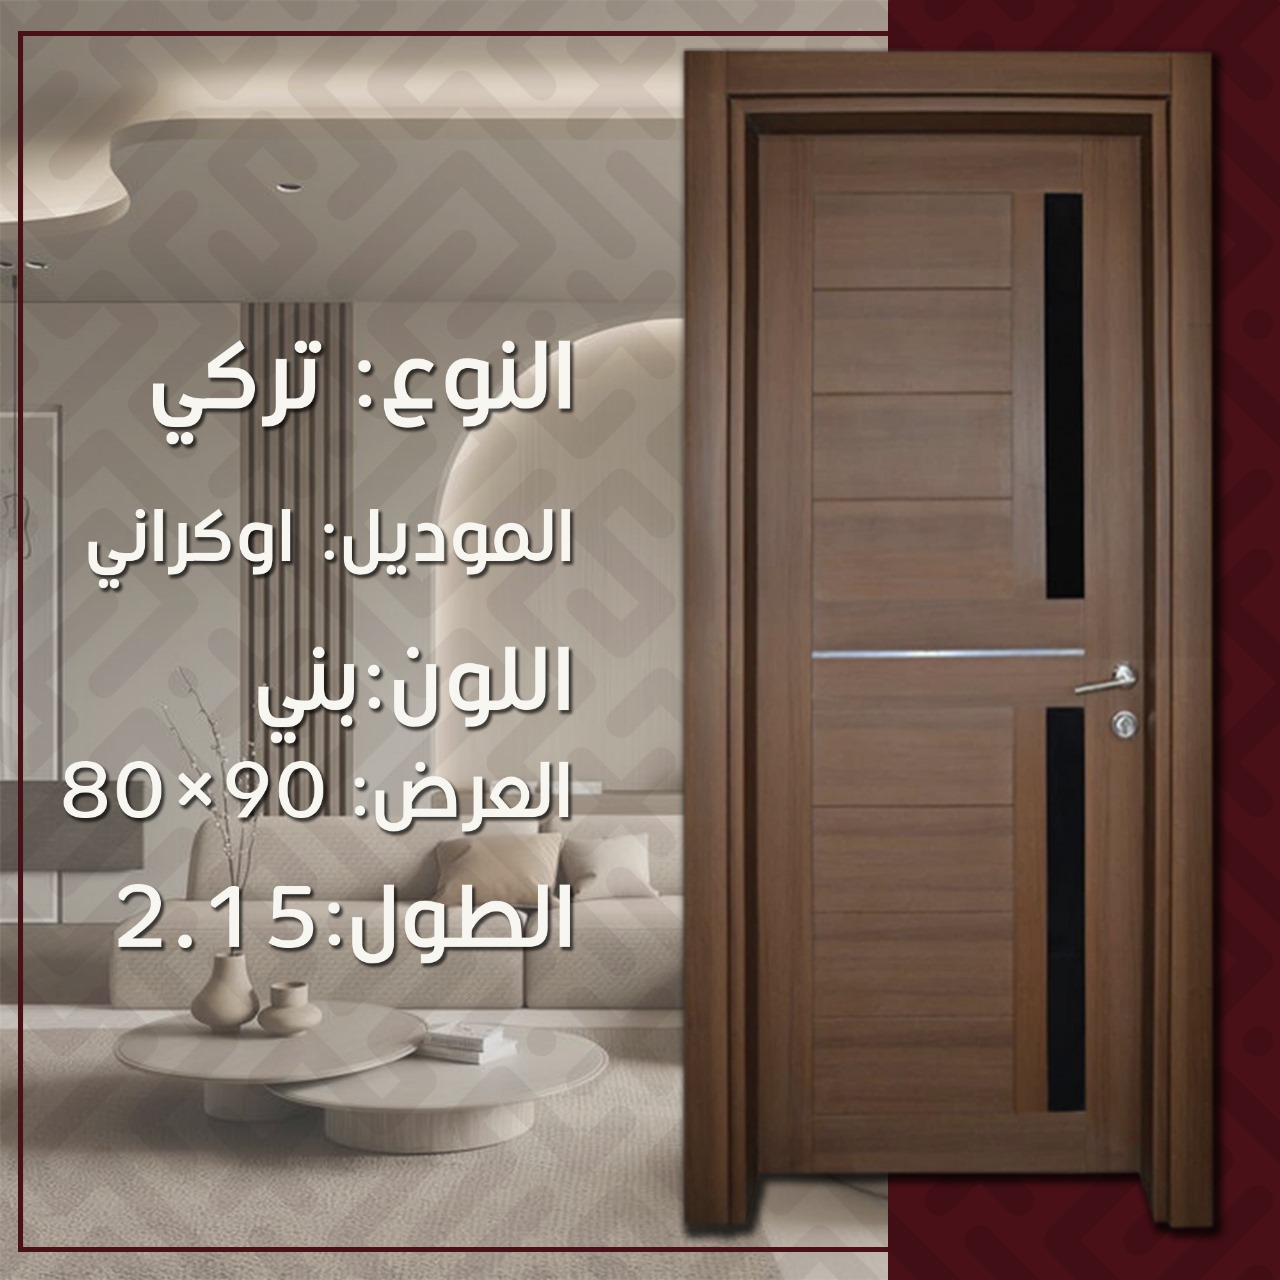 النوع: تركي
الموديل: اوكراني
اللون:بني
العرض: 90×80
الطول:2.15